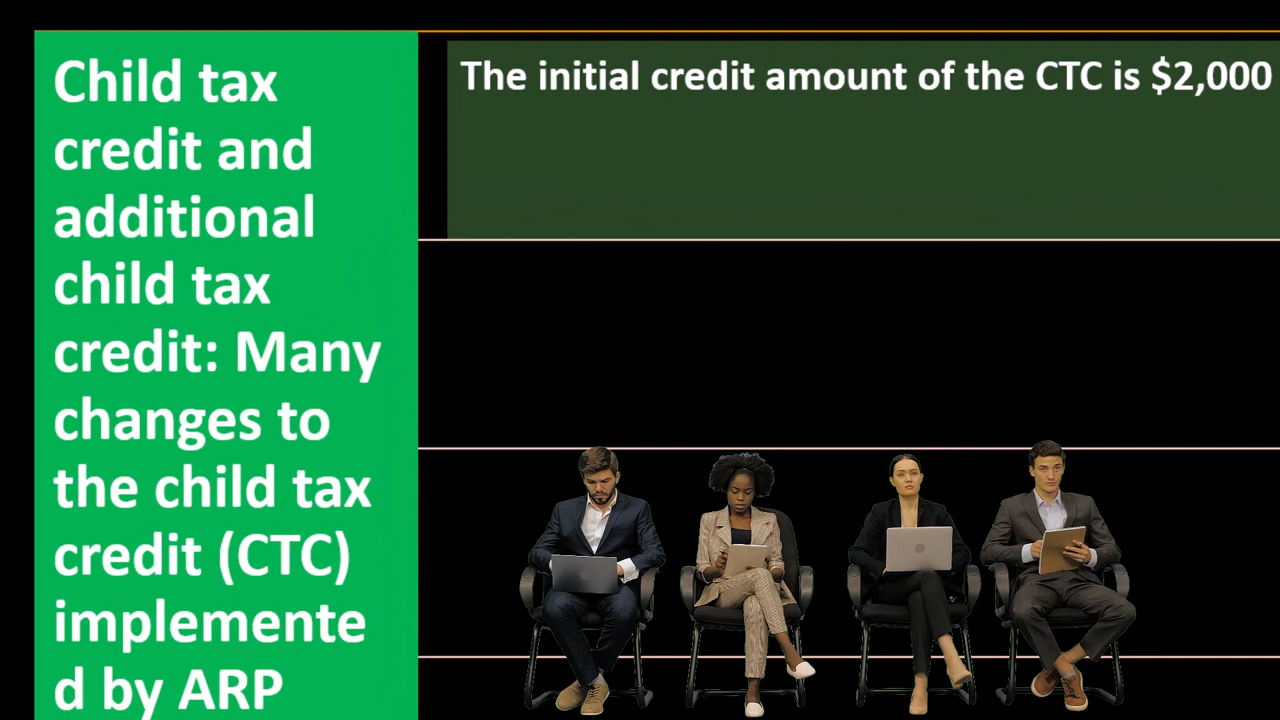 Child tax
credit and
additional
child tax
credit: Many
changes to
the child tax
credit (CTC)
implemente
d by ARP
The initial credit amount of the CTC is $2,000